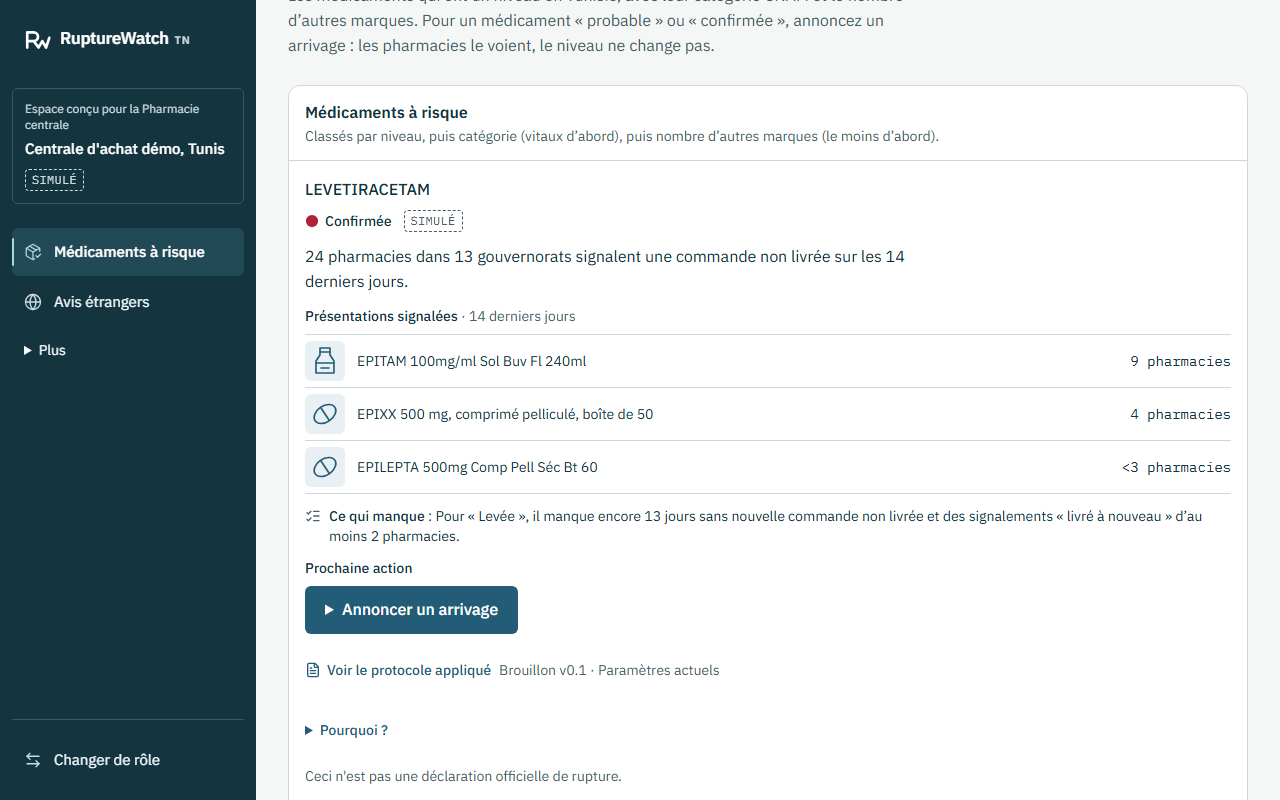 RuptureWatch TN
Espace conçu pour la Pharmacie
centrale
Centrale d'achat démo, Tunis
SIMULÉ
Médicaments à risque
Avis étrangers
Plus
Changer de rôle
d’autres marques. Pour un médicament « probable » ou « confirmée », annoncez un
arrivage : les pharmacies le voient, le niveau ne change pas.
Médicaments à risque
Classés par niveau, puis catégorie (vitaux d’abord), puis nombre d’autres marques (le moins d’abord).
LEVETIRACETAM
Confirmée SIMULÉ
24 pharmacies dans 13 gouvernorats signalent une commande non livrée sur les 14
derniers jours.
Présentations signalées · 14 derniers jours
EPITAM 100mg/ml Sol Buv Fl 240ml 9 pharmacies
EPIXX 500 mg, comprimé pelliculé, boîte de 50 4 pharmacies
EPILEPTA 500mg Comp Pell Séc Bt 60 <3 pharmacies
Ce qui manque : Pour « Levée », il manque encore 13 jours sans nouvelle commande non livrée et des signalements « livré à nouveau » d’au
moins 2 pharmacies.
Prochaine action
Annoncer un arrivage
Voir le protocole appliqué Brouillon v0.1 · Paramètres actuels
Pourquoi ?
Ceci n'est pas une déclaration officielle de rupture.